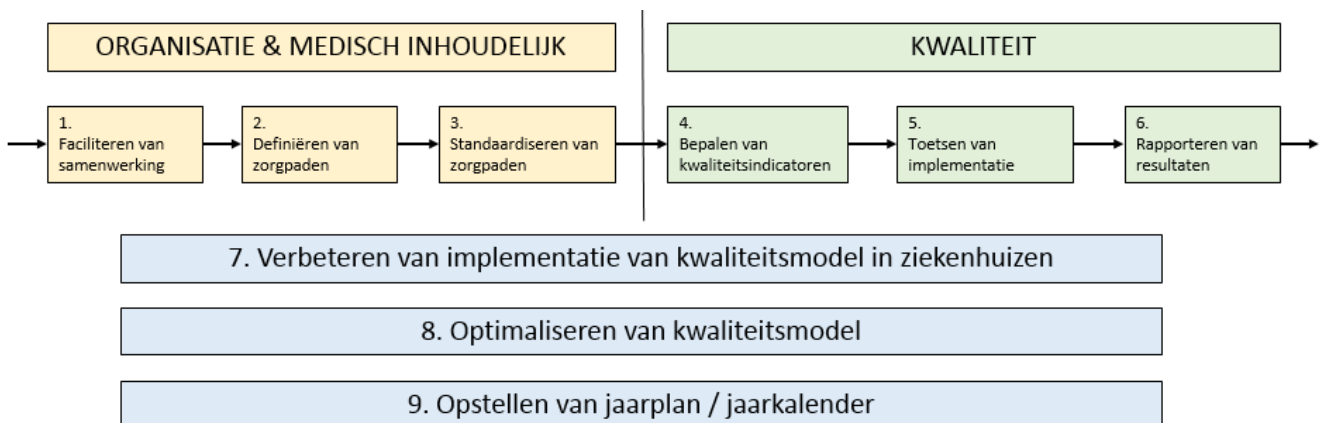 ORGANISATIE & MEDISCH INHOUDELIJK
KWALITEIT
1.
Faciliteren van
samenwerking
2.
Definiëren van
zorgpaden
3.
Standaardiseren van
zorgpaden
4.
Bepalen van
kwaliteitsindicatoren
5.
Toetsen van
implementatie
6.
Rapporteren van
resultaten
7. Verbeteren van implementatie van kwaliteitsmodel in ziekenhuizen
8. Optimaliseren van kwaliteitsmodel
9. Opstellen van jaarplan / jaarkalender